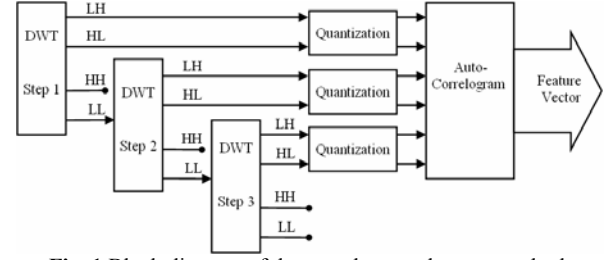 LH
HL
Quantization
DWT
Step 1
HH
LL
LH
HL
Quantization
DWT
Step 2
HH
LL
LH
HL
Quantization
DWT
Step 3
HH
LL
Auto-
Correlogram
Feature
Vector